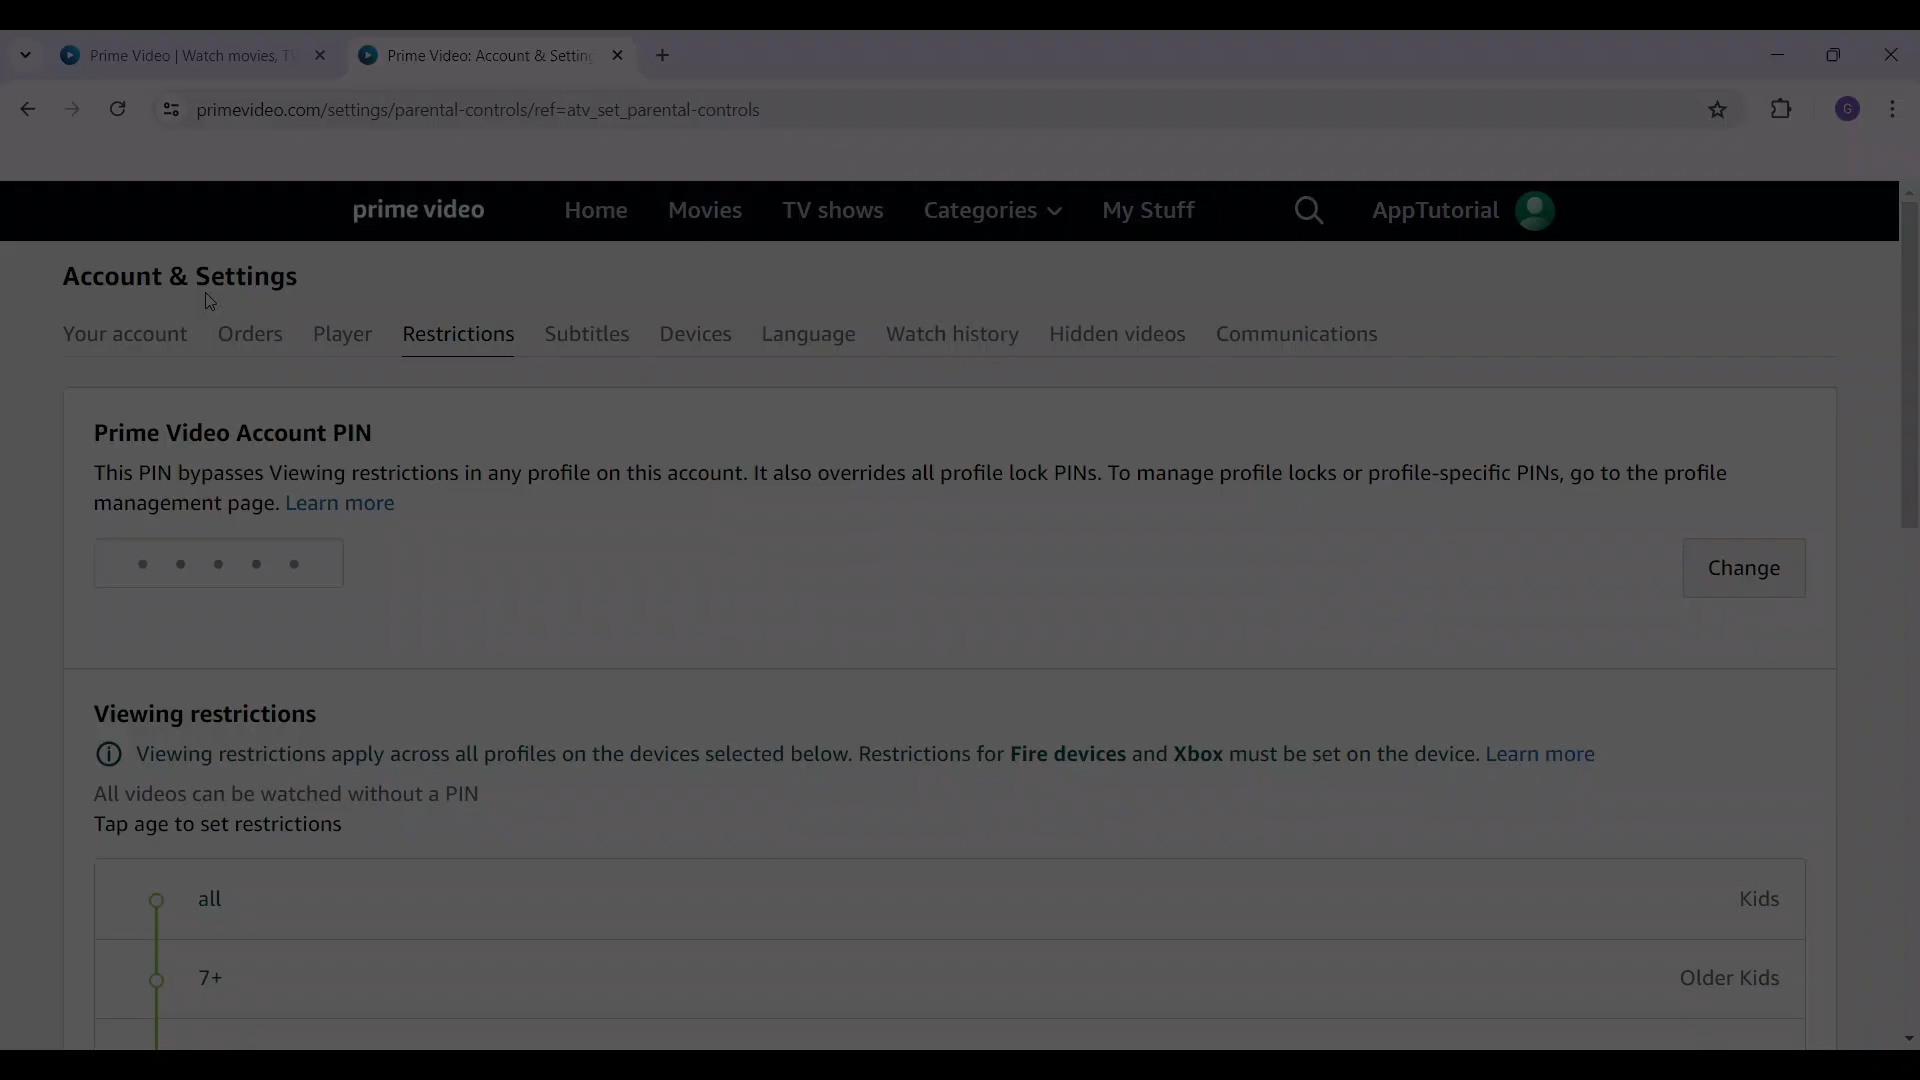 Prime Video | Watch movies, T
Prime Video: Account & Settin
primevideo.com/settings/parental-controls/ref=atv_set_parental-controls
G
prime video Home Movies TV shows Categories My Stuff AppTutorial
Account & Settings
Your account Orders Player Restrictions Subtitles Devices Language Watch history Hidden videos Communications
Prime Video Account PIN
This PIN bypasses Viewing restrictions in any profile on this account. It also overrides all profile lock PINs. To manage profile locks or profile-specific PINs, go to the profile
management page. Learn more
Change
Viewing restrictions
Viewing restrictions apply across all profiles on the devices selected below. Restrictions for Fire devices and Xbox must be set on the device. Learn more
All videos can be watched without a PIN
Tap age to set restrictions
all Kids
7+ Older Kids